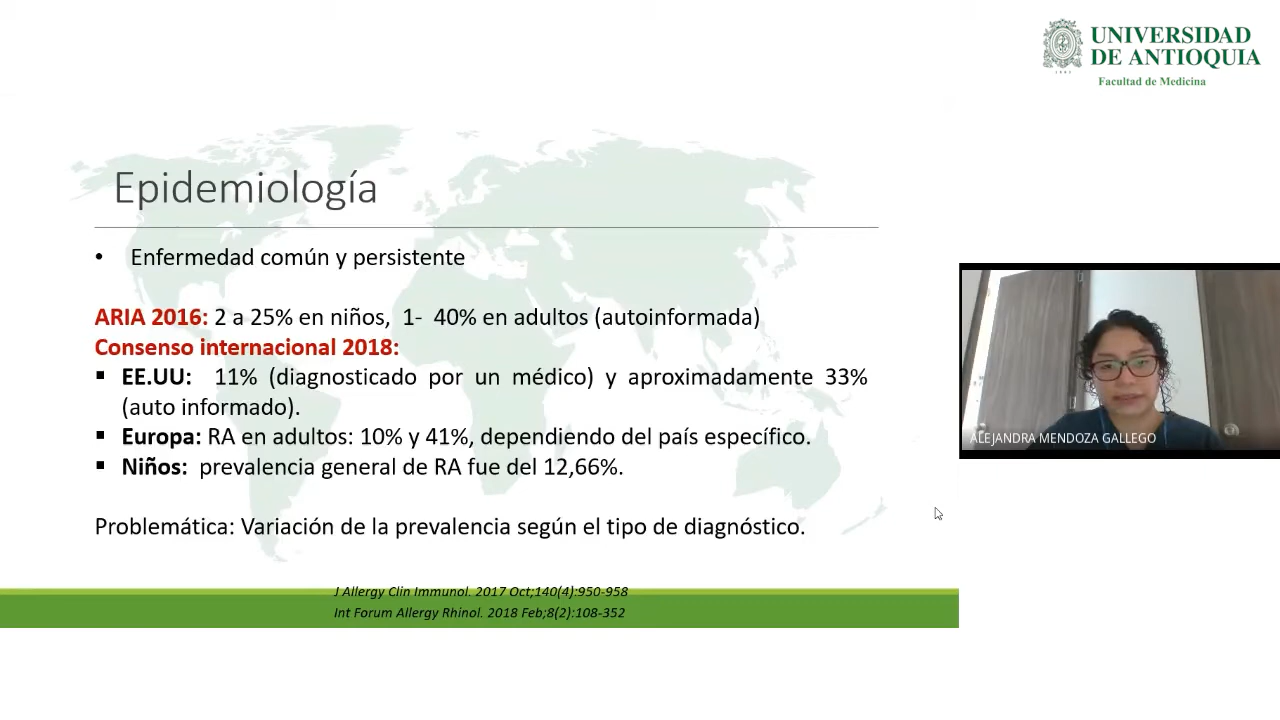 UNIVERSIDAD
DE ANTIOQUIA
Facultad de Medicina
Epidemiología
• Enfermedad común y persistente
ARIA 2016: 2 a 25% en niños, 1- 40% en adultos (autoinformada)
Consenso internacional 2018:
▪ EE.UU: 11% (diagnosticado por un médico) y aproximadamente 33%
(auto informado).
▪ Europa: RA en adultos: 10% y 41%, dependiendo del país específico.
▪ Niños: prevalencia general de RA fue del 12,66%.
Problemática: Variación de la prevalencia según el tipo de diagnóstico.
J Allergy Clin Immunol. 2017 Oct;140(4):950-958
Int Forum Allergy Rhinol. 2018 Feb;8(2):108-352
ALEJANDRA MENDOZA GALLEGO